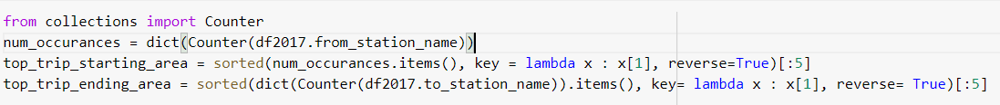 from collections import Counter
num_occurances = dict(Counter(df2017.from_station_name))
top_trip_starting_area = sorted(num_occurances.items(), key = lambda x : x[1], reverse=True)[:5]
top_trip_ending_area = sorted(dict(Counter(df2017.to_station_name)).items(), key= lambda x : x[1], reverse= True)[:5]